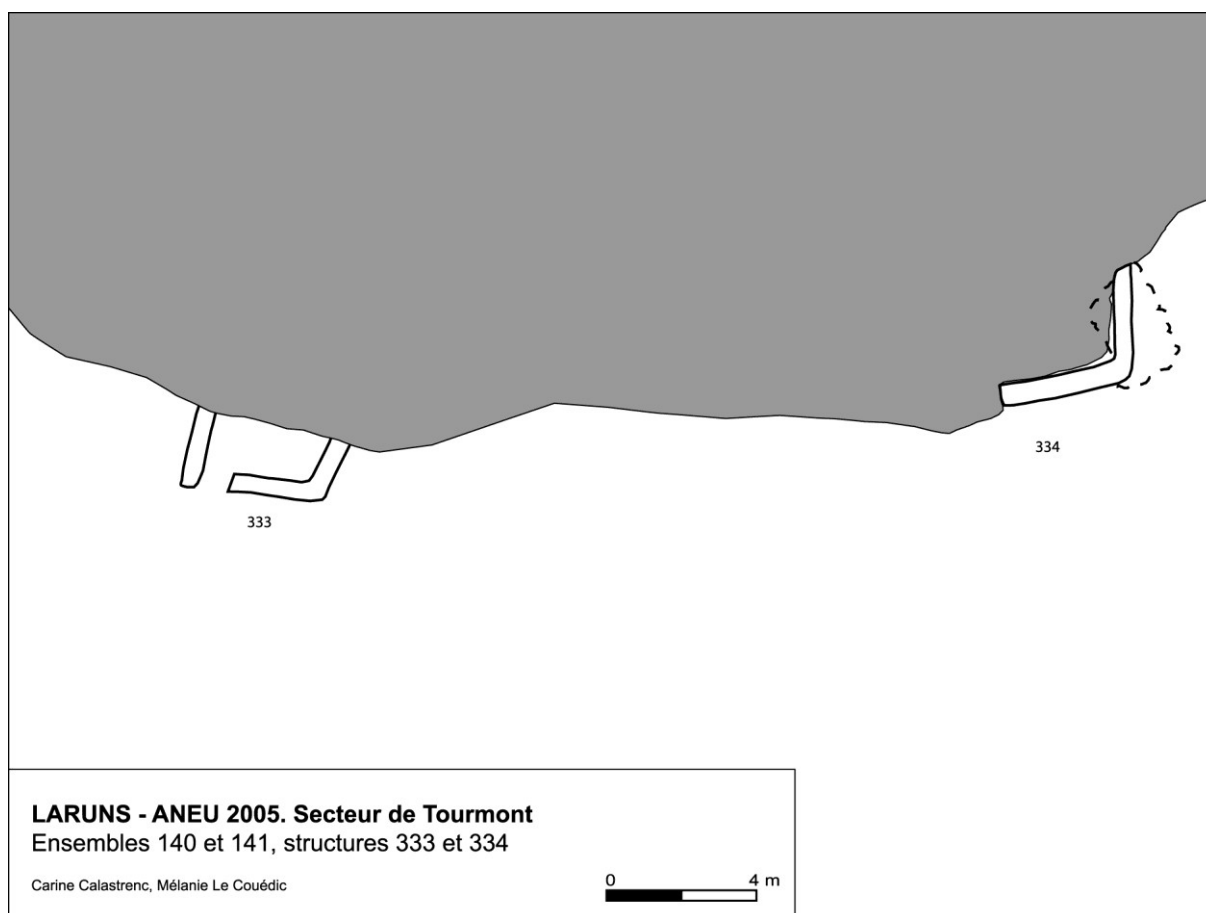 334
333
LARUNS - ANEU 2005. Secteur de Tourmont
Ensembles 140 et 141, structures 333 et 334
Carine Calastrenc, Mélanie Le Couédic
0 4 m